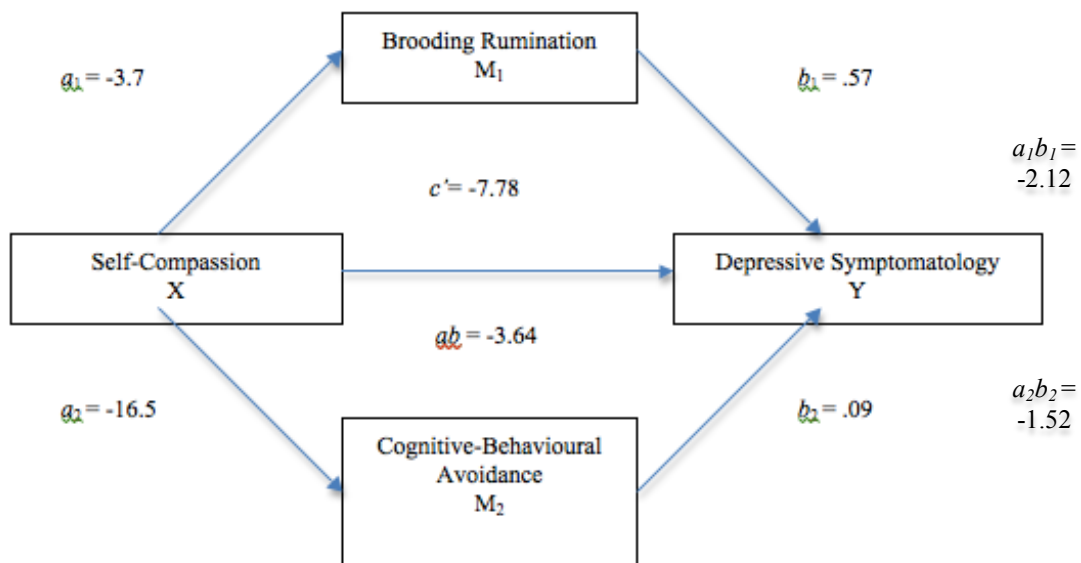 Brooding Rumination
M₁
a₁ = -3.7
b₁ = .57
a₁b₁ =
-2.12
c'= -7.78
Self-Compassion
X
Depressive Symptomatology
Y
ab = -3.64
a₂ = -16.5
b₂ = .09
a₂b₂ =
-1.52
Cognitive-Behavioural
Avoidance
M₂